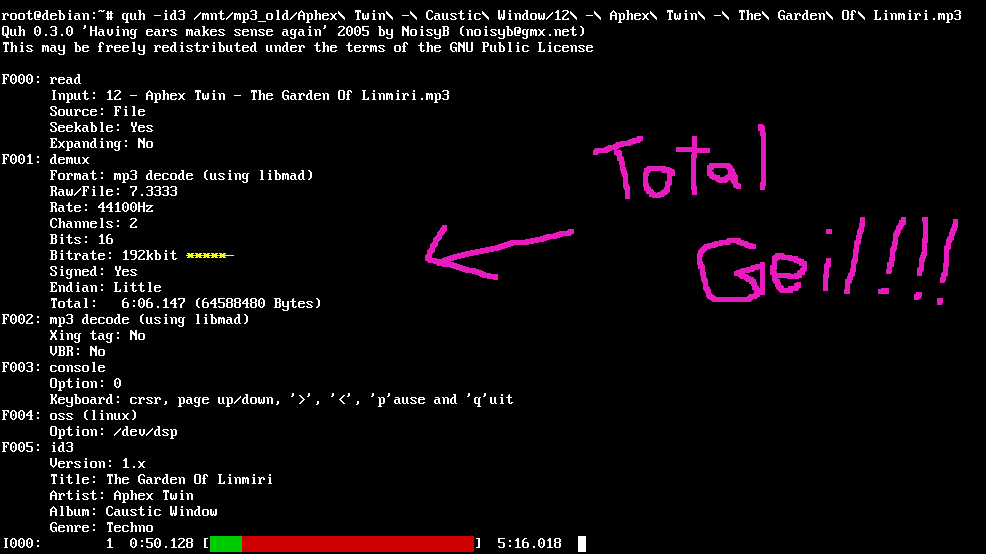 root@debian:~# quh -id3 /mnt/mp3_old/Aphex\ Twin\ -\ Caustic\ Window/12\ -\ Aphex\ Twin\ -\ The\ Garden\ Of\ Linmiri.mp3
Quh 0.3.0 'Having ears makes sense again' 2005 by NoisyB (noisyb@gmx.net)
This may be freely redistributed under the terms of the GNU Public License
F000: read
Input: 12 - Aphex Twin - The Garden Of Linmiri.mp3
Source: File
Seekable: Yes
Expanding: No
F001: demux
Format: mp3 decode (using libmad)
Raw/File: 7.3333
Rate: 44100Hz
Channels: 2
Bits: 16
Bitrate: 192kbit *****-
Signed: Yes
Endian: Little
Total:   6:06.147 (64588480 Bytes)
F002: mp3 decode (using libmad)
Xing tag: No
VBR: No
F003: console
Option: 0
Keyboard: crsr, page up/down, '>', '<', 'p'ause and 'q'uit
F004: oss (linux)
Option: /dev/dsp
F005: id3
Version: 1.x
Title: The Garden Of Linmiri
Artist: Aphex Twin
Album: Caustic Window
Genre: Techno
I000:        1  0:50.128 [ ]  5:16.018
Total
Geil!!!!